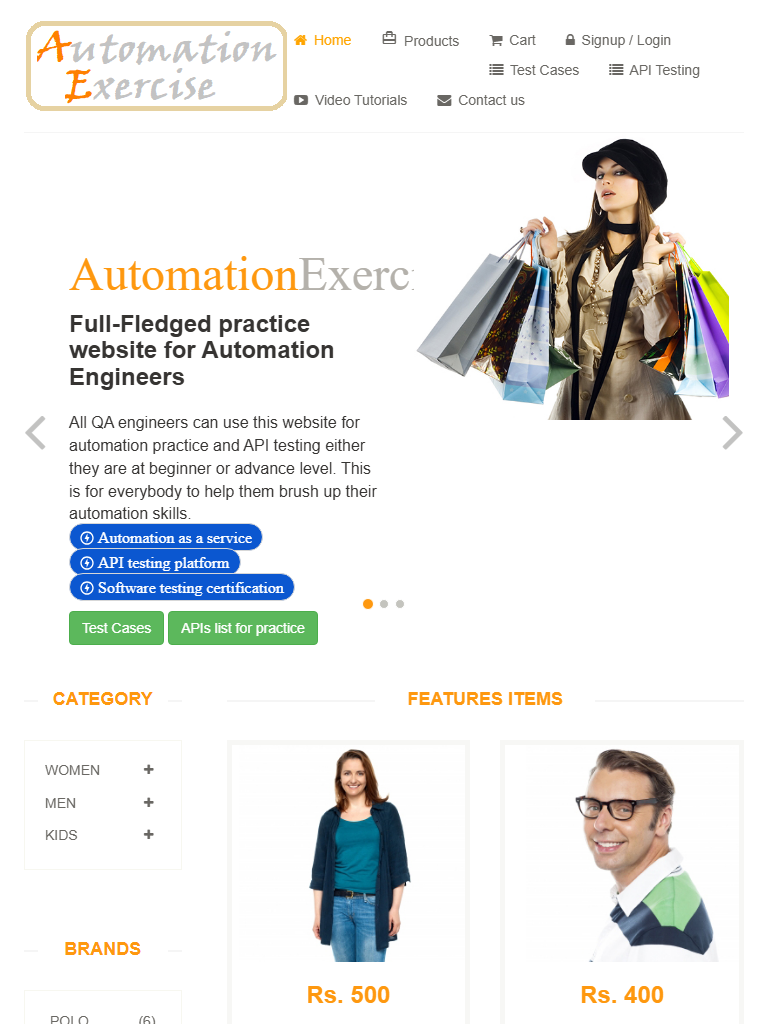 Automation
Exercise
Home
Products
Cart
Signup / Login
Test Cases
API Testing
Video Tutorials
Contact us
AutomationExerc
Full-Fledged practice
website for Automation
Engineers
All QA engineers can use this website for
automation practice and API testing either
they are at beginner or advance level. This
is for everybody to help them brush up their
automation skills.
Automation as a service
API testing platform
Software testing certification
Test Cases
APIs list for practice
CATEGORY
WOMEN
MEN
KIDS
BRANDS
POLO (6)
FEATURES ITEMS
Rs. 500
Rs. 400